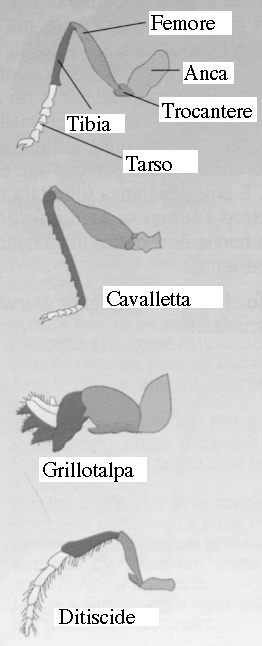 Femore
Anca
Trocantere
Tibia
Tarso
Cavalletta
Grillotalpa
Ditiscide